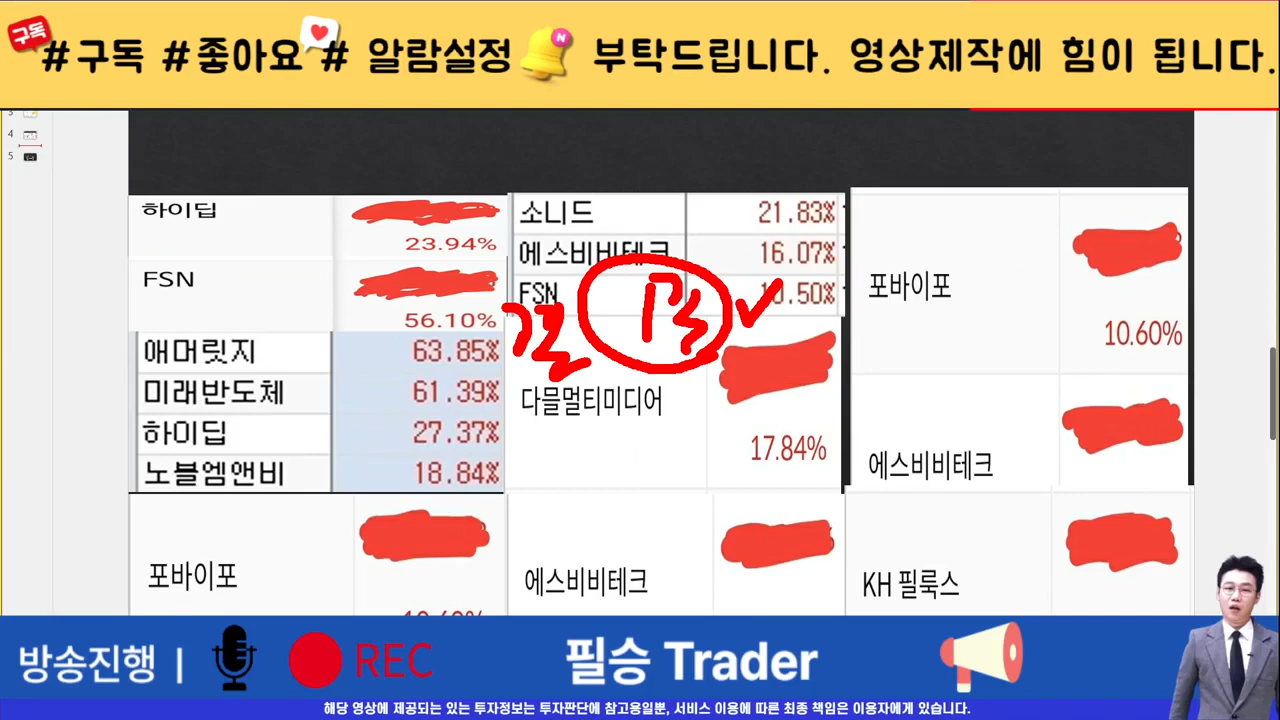 구독
#구독 #좋아요 # 알람설정 N 부탁드립니다. 영상제작에 힘이 됩니다.
3
4
5
하이딥
23.94%
FSN
56.10%
애머릿지 63.85%
미래반도체 61.39%
하이딥 27.37%
노블엠앤비 18.84%
소니드 21.83%
에스비비테크 16.07%
FSN 10.50%
다믈멀티미디어
17.84%
포바이포
10.60%
에스비비테크
포바이포
에스비비테크
KH 필룩스
방송진행 | REC 필승 Trader
해당 영상에 제공되는 있는 투자정보는 투자판단에 참고용일뿐, 서비스 이용에 따른 최종 책임은 이용자에게 있습니다.